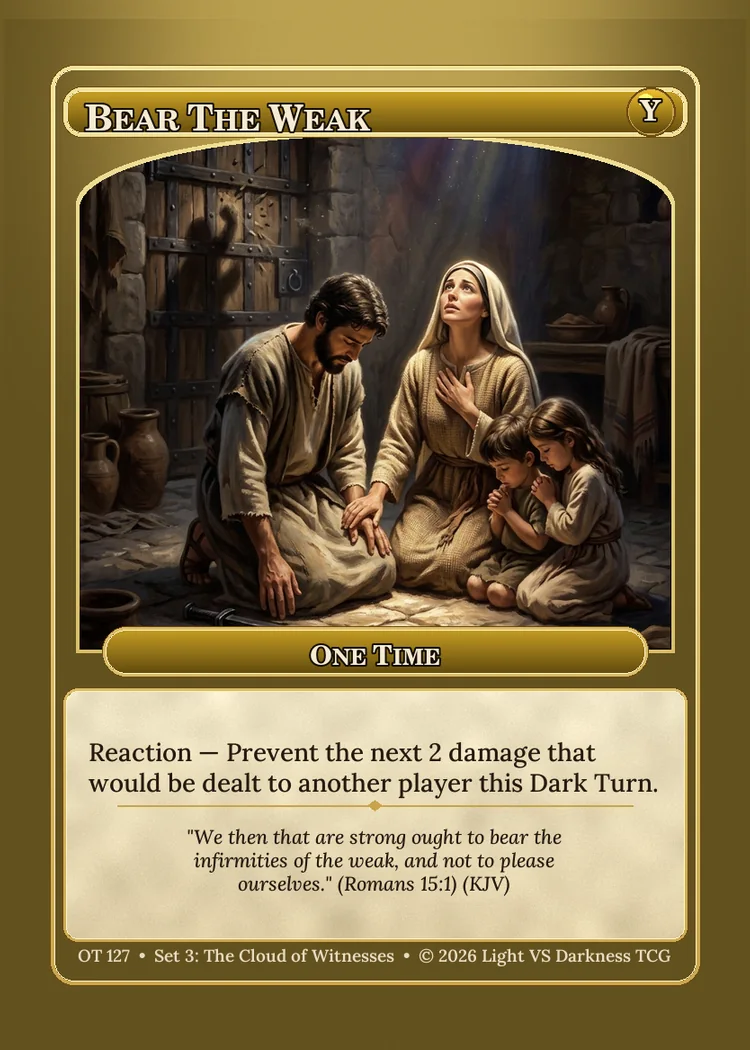 Bear The Weak
Y
One Time
Reaction — Prevent the next 2 damage that
would be dealt to another player this Dark Turn.
"We then that are strong ought to bear the
infirmities of the weak, and not to please
ourselves." (Romans 15:1) (KJV)
OT 127 • Set 3: The Cloud of Witnesses • © 2026 Light VS Darkness TCG